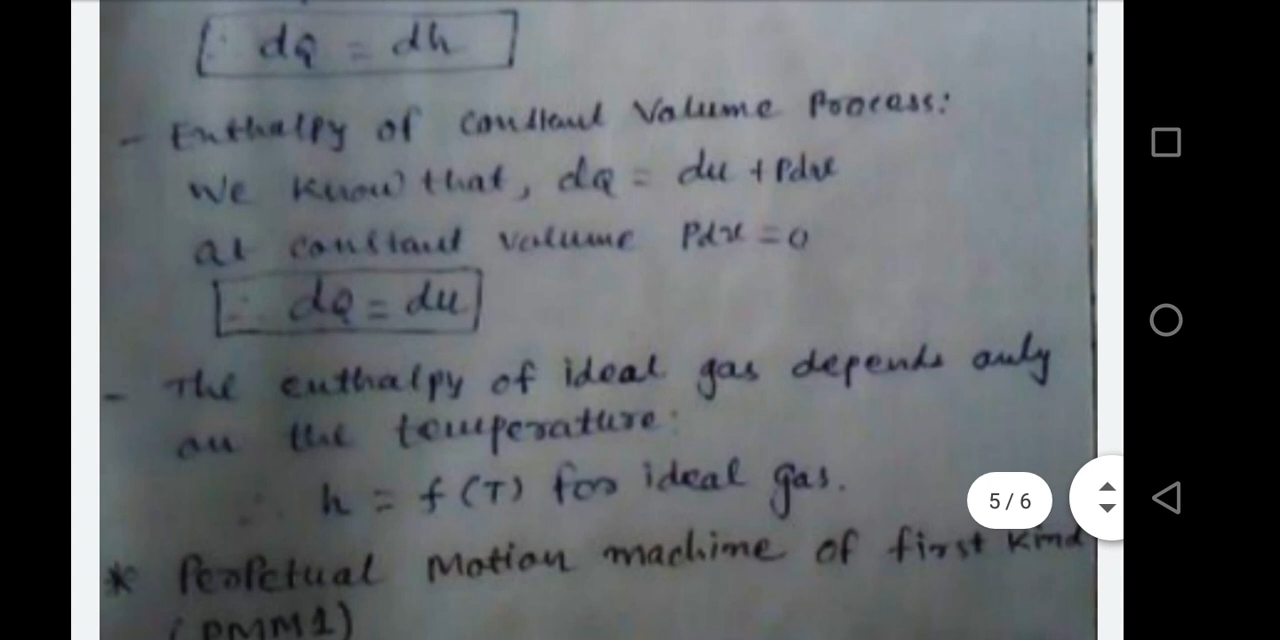 ∴ dQ = dh
- Enthalpy of constant Volume Process:
We know that, dQ = du + Pdv
at constant volume Pdv = 0
∴ dQ = du
- The enthalpy of ideal gas depends only
on the temperature:
∴ h = f(T) for ideal gas.
5 / 6
* Perpetual Motion machine of first kind
(PMM1)